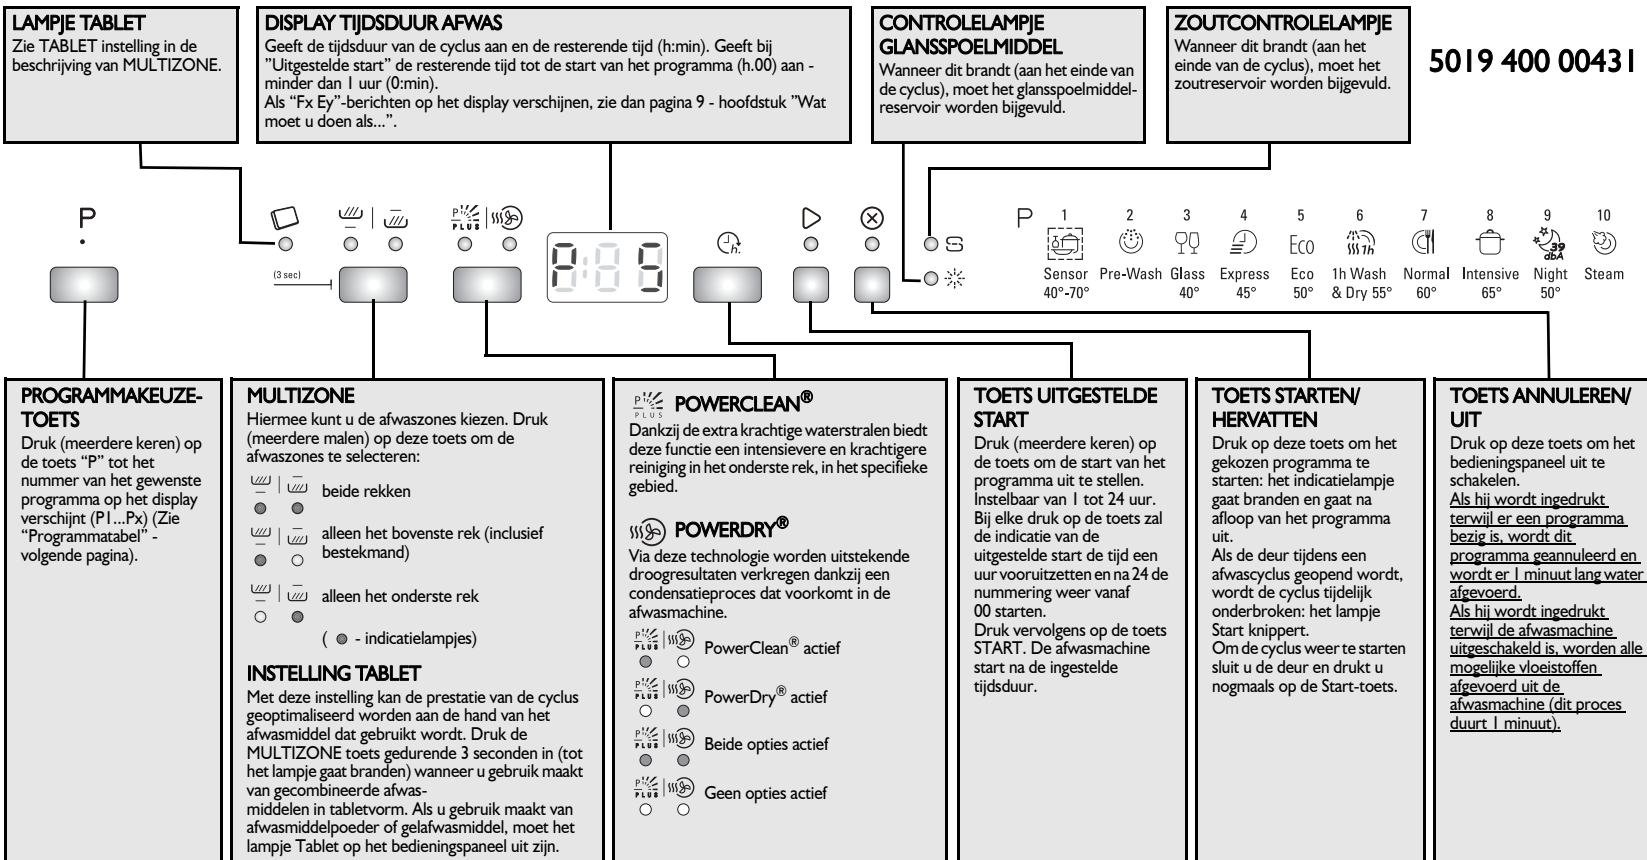 LAMPJE TABLET
Zie TABLET instelling in de
beschrijving van MULTIZONE.
DISPLAY TIJDSDUUR AFWAS
Geeft de tijdsduur van de cyclus aan en de resterende tijd (h:min). Geeft bij
”Uitgestelde start” de resterende tijd tot de start van het programma (h.00) aan -
minder dan 1 uur (0:min).
Als “Fx Ey”-berichten op het display verschijnen, zie dan pagina 9 - hoofdstuk ”Wat
moet u doen als...”.
CONTROLELAMPJE
GLANSSPOELMIDDEL
Wanneer dit brandt (aan het einde van
de cyclus), moet het glansspoelmiddel-
reservoir worden bijgevuld.
ZOUTCONTROLELAMPJE
Wanneer dit brandt (aan het
einde van de cyclus), moet het
zoutreservoir worden bijgevuld.
5019 400 00431
P
(3 sec)
P PLUS
P 5
h.
P
1 2 3 4 5 6 7 8 9 10
Eco 1h 39 dbA
Sensor Pre-Wash Glass Express Eco 1h Wash Normal Intensive Night Steam
40°-70° 40° 45° 50° & Dry 55° 60° 65° 50°
PROGRAMMAKEUZE-
TOETS
Druk (meerdere keren) op
de toets “P” tot het
nummer van het gewenste
programma op het display
verschijnt (P1...Px) (Zie
“Programmatabel” -
volgende pagina).
MULTIZONE
Hiermee kunt u de afwaszones kiezen. Druk
(meerdere malen) op deze toets om de
afwaszones te selecteren:
beide rekken
alleen het bovenste rek (inclusief
bestekmand)
alleen het onderste rek
( - indicatielampjes)
INSTELLING TABLET
Met deze instelling kan de prestatie van de cyclus
geoptimaliseerd worden aan de hand van het
afwasmiddel dat gebruikt wordt. Druk de
MULTIZONE toets gedurende 3 seconden in (tot
het lampje gaat branden) wanneer u gebruik maakt
van gecombineerde afwas-
middelen in tabletvorm. Als u gebruik maakt van
afwasmiddelpoeder of gelafwasmiddel, moet het
lampje Tablet op het bedieningspaneel uit zijn.
P PLUS POWERCLEAN®
Dankzij de extra krachtige waterstralen biedt
deze functie een intensievere en krachtigere
reiniging in het onderste rek, in het specifieke
gebied.
POWERDRY®
Via deze technologie worden uitstekende
droogresultaten verkregen dankzij een
condensatieproces dat voorkomt in de
afwasmachine.
P PLUS PowerClean® actief
P PLUS PowerDry® actief
P PLUS Beide opties actief
P PLUS Geen opties actief
TOETS UITGESTELDE
START
Druk (meerdere keren) op
de toets om de start van het
programma uit te stellen.
Instelbaar van 1 tot 24 uur.
Bij elke druk op de toets zal
de indicatie van de
uitgestelde start de tijd een
uur vooruitzetten en na 24 de
nummering weer vanaf
00 starten.
Druk vervolgens op de toets
START. De afwasmachine
start na de ingestelde
tijdsduur.
TOETS STARTEN/
HERVATTEN
Druk op deze toets om het
gekozen programma te
starten: het indicatielampje
gaat branden en gaat na
afloop van het programma
uit.
Als de deur tijdens een
afwascyclus geopend wordt,
wordt de cyclus tijdelijk
onderbroken: het lampje
Start knippert.
Om de cyclus weer te starten
sluit u de deur en drukt u
nogmaals op de Start-toets.
TOETS ANNULEREN/
UIT
Druk op deze toets om het
bedieningspaneel uit te
schakelen.
Als hij wordt ingedrukt
terwijl er een programma
bezig is, wordt dit
programma geannuleerd en
wordt er 1 minuut lang water
afgevoerd.
Als hij wordt ingedrukt
terwijl de afwasmachine
uitgeschakeld is, worden alle
mogelijke vloeistoffen
afgevoerd uit de
afwasmachine (dit proces
duurt 1 minuut).